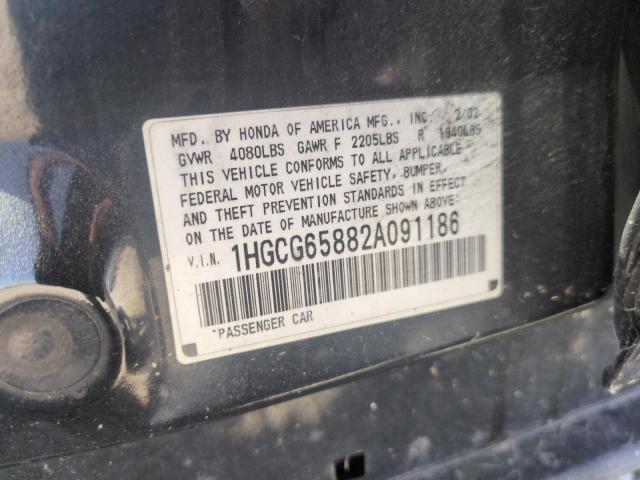 MFD. BY HONDA OF AMERICA MFG., INC. 2/02
GVWR 4080LBS GAWR F 2205LBS R 1940LBS
THIS VEHICLE CONFORMS TO ALL APPLICABLE
FEDERAL MOTOR VEHICLE SAFETY, BUMPER,
AND THEFT PREVENTION STANDARDS IN EFFECT
ON THE DATE OF MANUFACTURE SHOWN ABOVE.
V.I.N. 1HGCG65882A091186
PASSENGER CAR